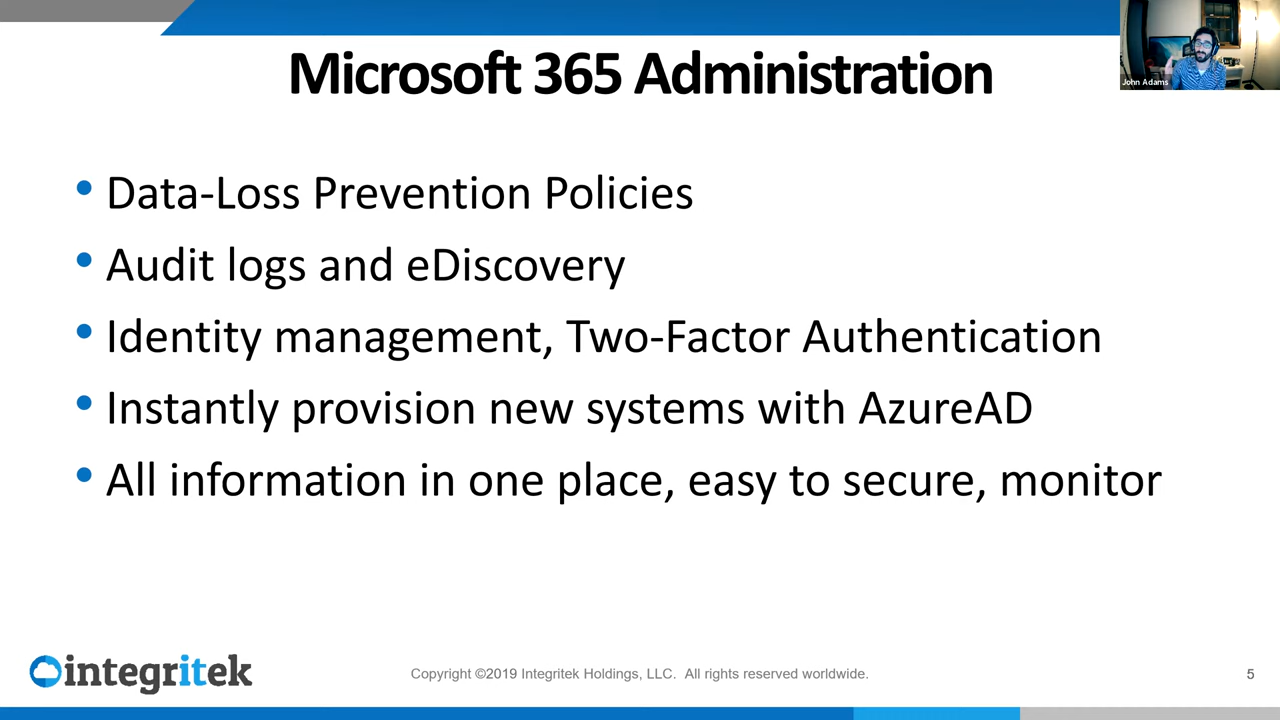 Microsoft 365 Administration
John Adams
• Data-Loss Prevention Policies
• Audit logs and eDiscovery
• Identity management, Two-Factor Authentication
• Instantly provision new systems with AzureAD
• All information in one place, easy to secure, monitor
integritek
Copyright ©2019 Integritek Holdings, LLC. All rights reserved worldwide.
5